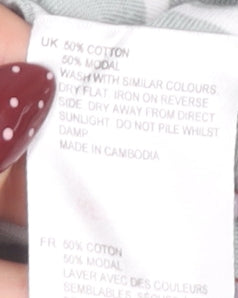 UK 50% COTTON
50% MODAL
WASH WITH SIMILAR COLOURS.
DRY FLAT. IRON ON REVERSE
SIDE. DRY AWAY FROM DIRECT
SUNLIGHT. DO NOT PILE WHILST
DAMP.
MADE IN CAMBODIA
FR 50% COTON
50% MODAL
LAVER AVEC DES COULEURS
SEMBLABLES.